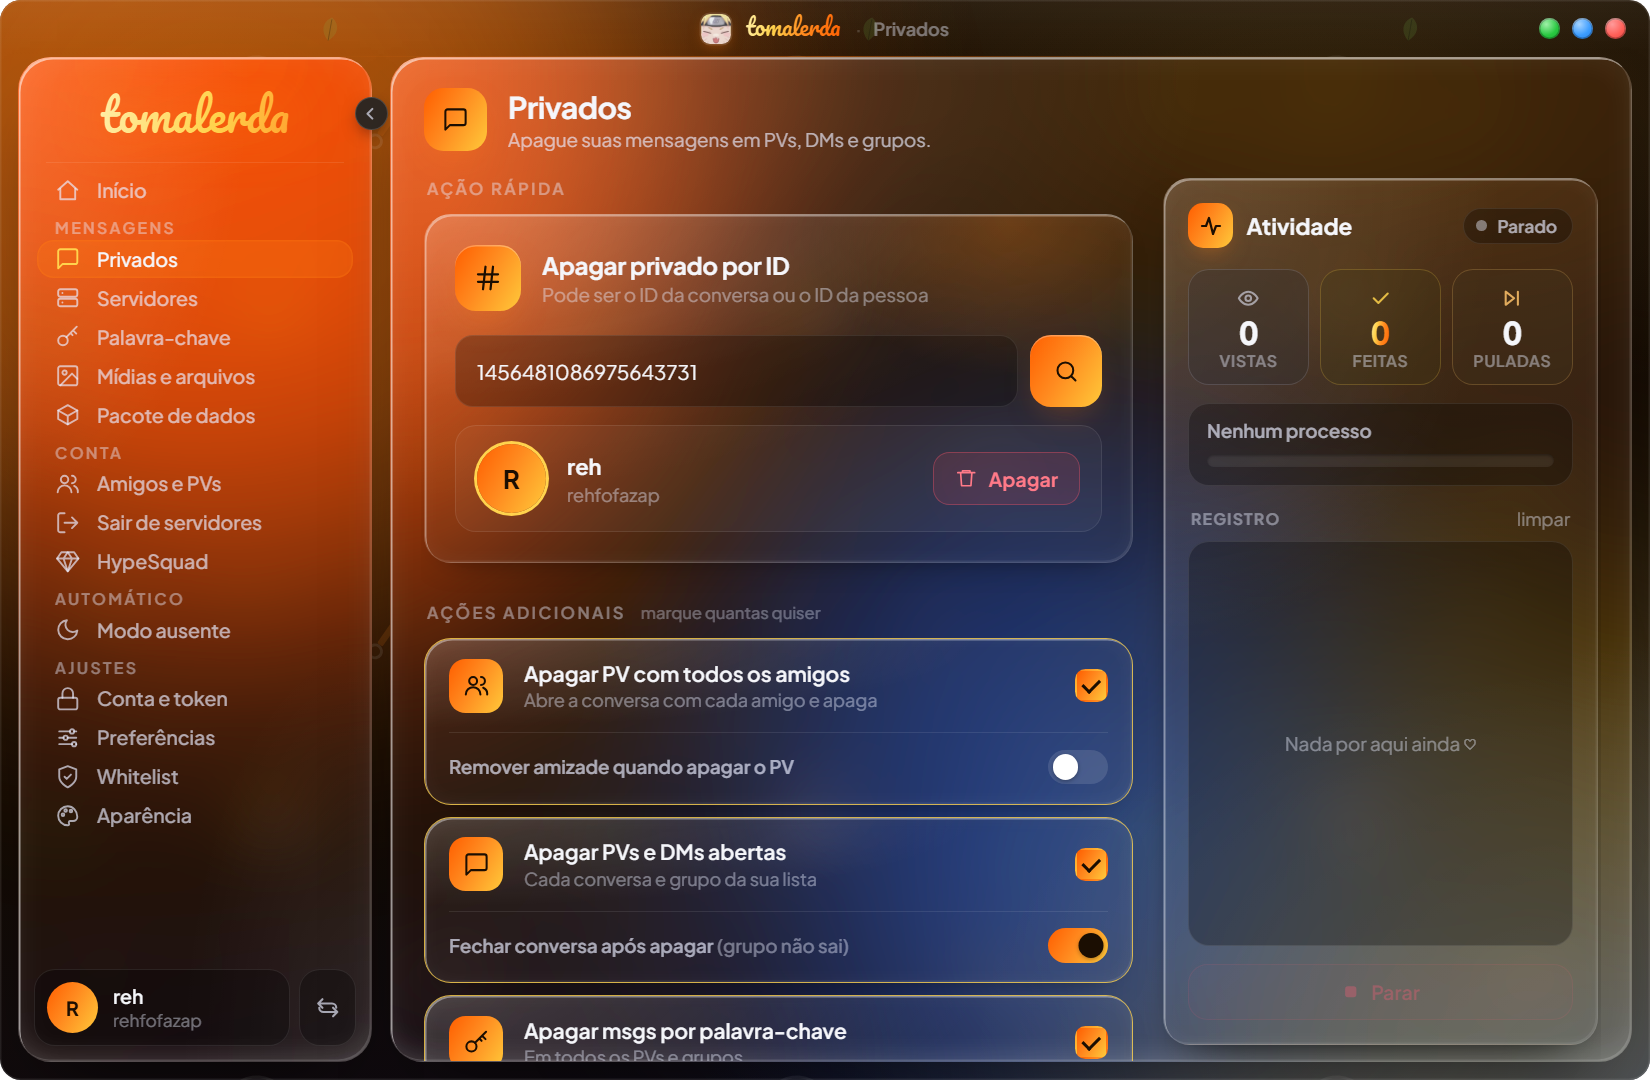 tomalerda · Privados
tomalerda
Início
MENSAGENS
Privados
Servidores
Palavra-chave
Mídias e arquivos
Pacote de dados
CONTA
Amigos e PVs
Sair de servidores
HypeSquad
AUTOMÁTICO
Modo ausente
AJUSTES
Conta e token
Preferências
Whitelist
Aparência
R
reh
rehfofazap
Privados
Apague suas mensagens em PVs, DMs e grupos.
AÇÃO RÁPIDA
Apagar privado por ID
Pode ser o ID da conversa ou o ID da pessoa
1456481086975643731
R
reh
rehfofazap
Apagar
AÇÕES ADICIONAIS marque quantas quiser
Apagar PV com todos os amigos
Abre a conversa com cada amigo e apaga
Remover amizade quando apagar o PV
Apagar PVs e DMs abertas
Cada conversa e grupo da sua lista
Fechar conversa após apagar (grupo não sai)
Apagar msgs por palavra-chave
Em todos os PVs e grupos
Atividade
Parado
0
VISTAS
0
FEITAS
0
PULADAS
Nenhum processo
REGISTRO
limpar
Nada por aqui ainda ♡
Parar